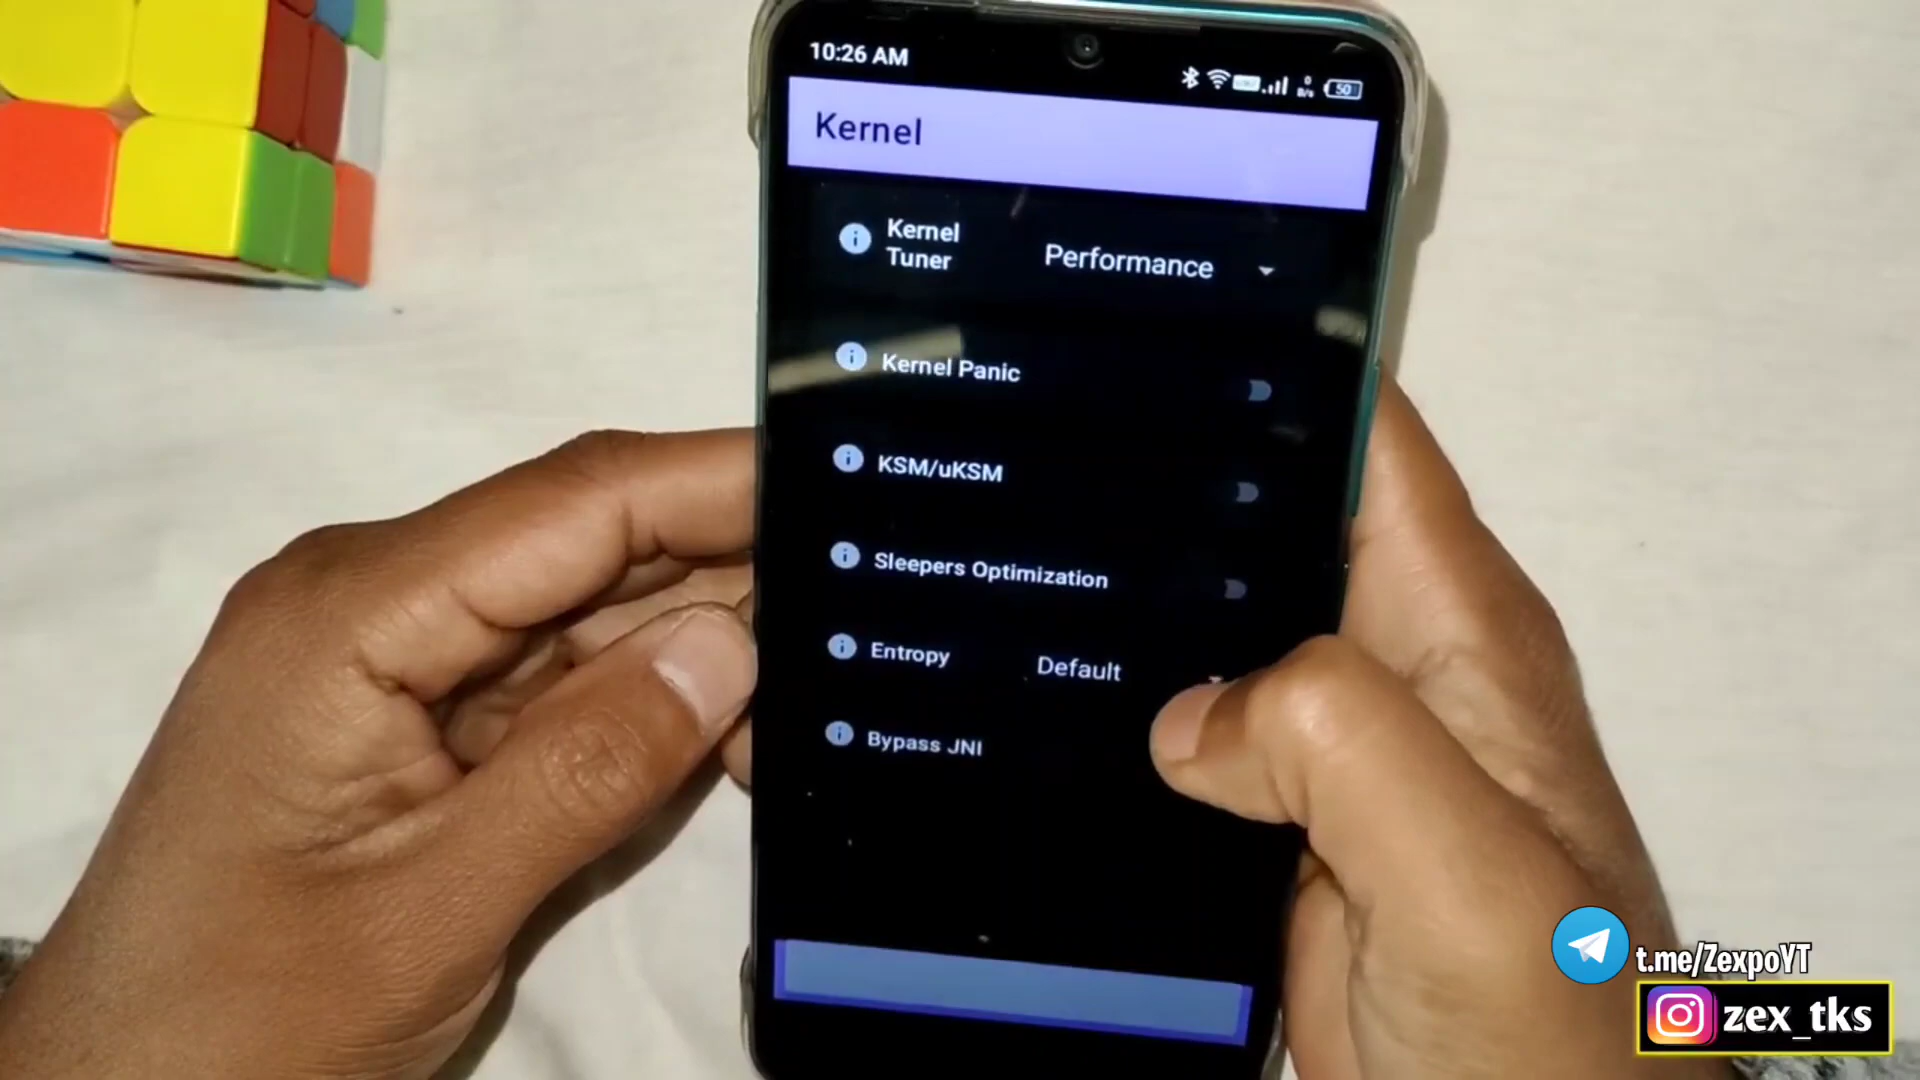 10:26 AM
50
Kernel
Kernel
Tuner
Performance
Kernel Panic
KSM/uKSM
Sleepers Optimization
Entropy
Default
Bypass JNI
t.me/ZexpoYT
zex_tks